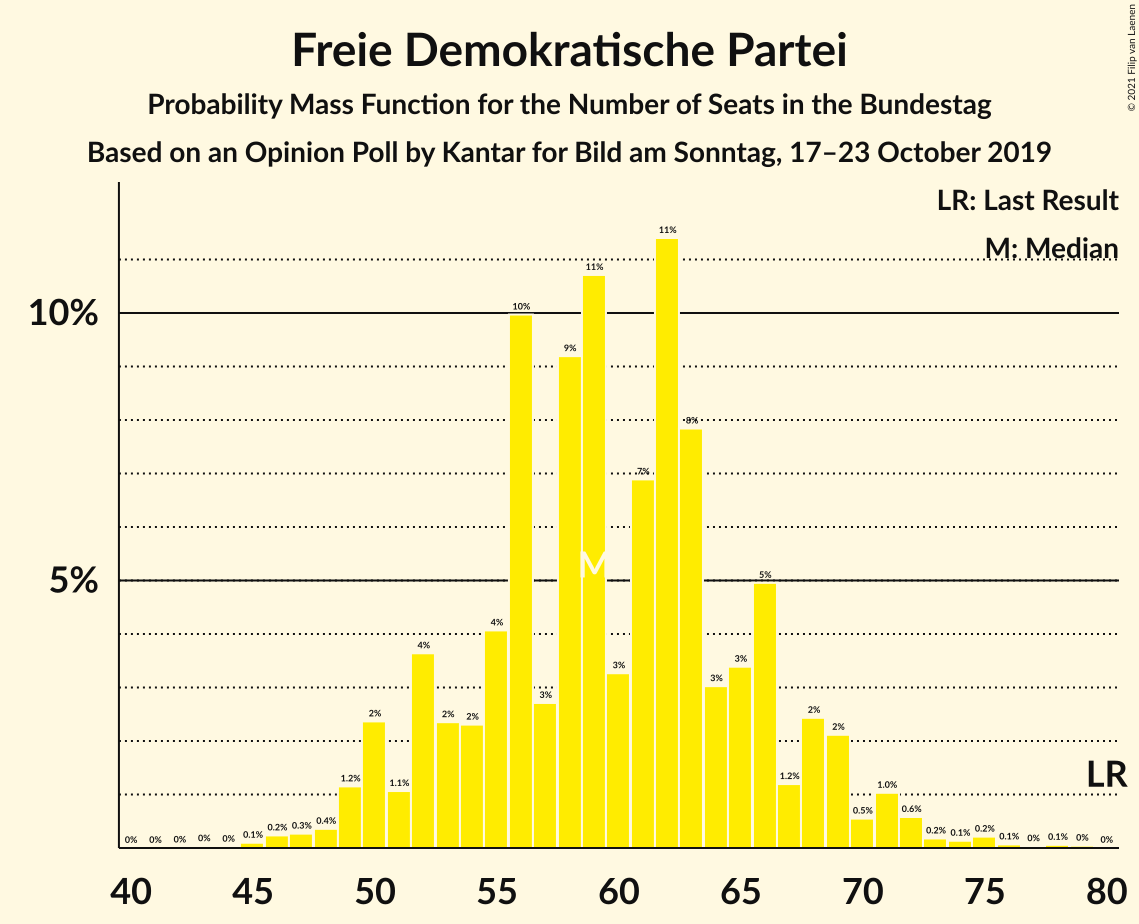 Freie Demokratische Partei
Probability Mass Function for the Number of Seats in the Bundestag
Based on an Opinion Poll by Kantar for Bild am Sonntag, 17–23 October 2019
© 2021 Filip van Laenen
LR: Last Result
M: Median
10%
5%
0% 0% 0% 0% 0% 0.1% 0.2% 0.3% 0.4% 1.2% 2% 1.1% 4% 2% 2% 4% 10% 3% 9% 11% 3% 7% 11% 8% 3% 3% 5% 1.2% 2% 2% 0.5% 1.0% 0.6% 0.2% 0.1% 0.2% 0.1% 0% 0.1% 0% 0%
M
LR
40 45 50 55 60 65 70 75 80